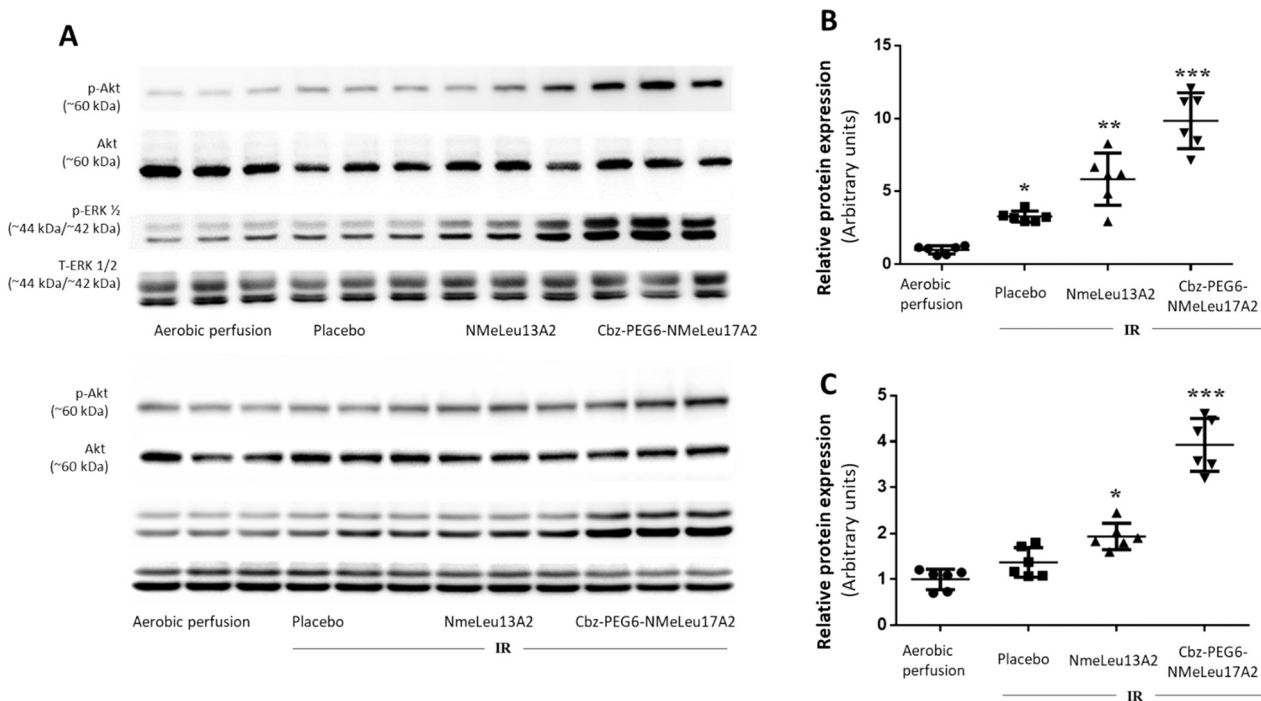 A
p-Akt
(~60 kDa)
Akt
(~60 kDa)
p-ERK ½
(~44 kDa/~42 kDa)
T-ERK 1/2
(~44 kDa/~42 kDa)
Aerobic perfusion Placebo NMeLeu13A2 Cbz-PEG6-NMeLeu17A2
p-Akt
(~60 kDa)
Akt
(~60 kDa)
Aerobic perfusion Placebo NmeLeu13A2 Cbz-PEG6-NMeLeu17A2
IR
B
Relative protein expression
(Arbitrary units)
15
10
5
0
*
**
***
Aerobic
perfusion
Placebo
NmeLeu13A2
Cbz-PEG6-
NMeLeu17A2
IR
C
Relative protein expression
(Arbitrary units)
5
4
3
2
1
0
*
***
Aerobic
perfusion
Placebo
NmeLeu13A2
Cbz-PEG6-
NMeLeu17A2
IR